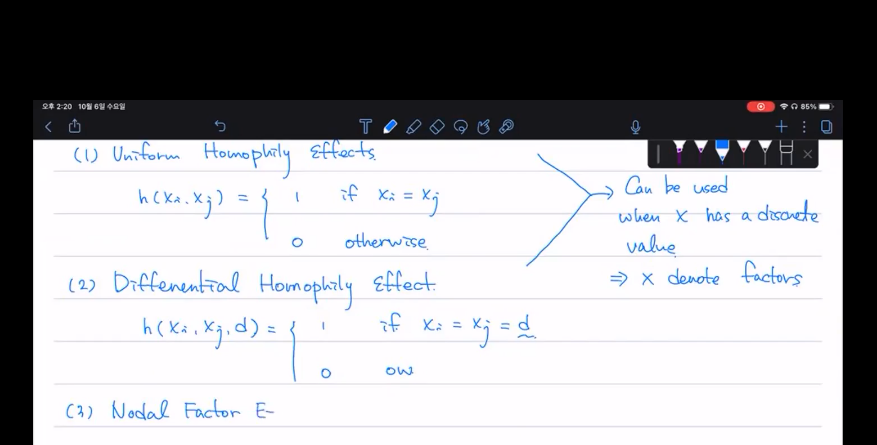 오후 2:20 10월 6일 수요일
85%
(1) Uniform Homophily Effects.
h(xi, xj) = { 1 if xi = xj
0 otherwise.
(2) Differential Homophily Effect.
h(xi, xj, d) = { 1 if xi = xj = d
0 ow
(3) Nodal Factor E-
→ Can be used
when x has a discrete
value
⇒ x denote factors